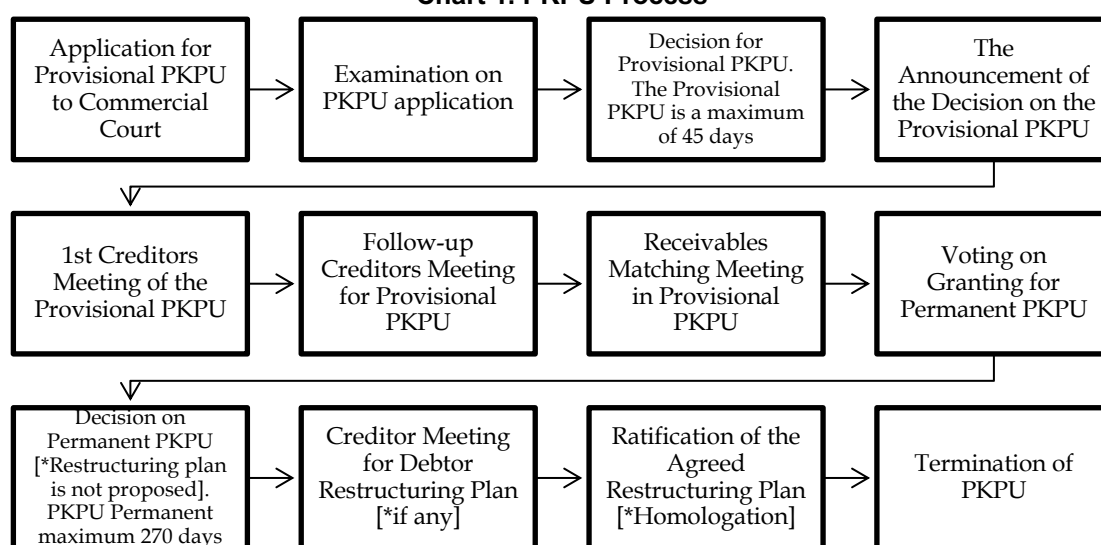 Application for
Provisional PKPU
to Commercial
Court
Examination on
PKPU application
Decision for
Provisional PKPU.
The Provisional
PKPU is a maximum
of 45 days
The
Announcement of
the Decision on the
Provisional PKPU
1st Creditors
Meeting of the
Provisional PKPU
Follow-up
Creditors Meeting
for Provisional
PKPU
Receivables
Matching Meeting
in Provisional
PKPU
Voting on
Granting for
Permanent PKPU
Decision on
Permanent PKPU
[*Restructuring plan
is not proposed].
PKPU Permanent
maximum 270 days
Creditor Meeting
for Debtor
Restructuring Plan
[*if any]
Ratification of the
Agreed
Restructuring Plan
[*Homologation]
Termination of
PKPU